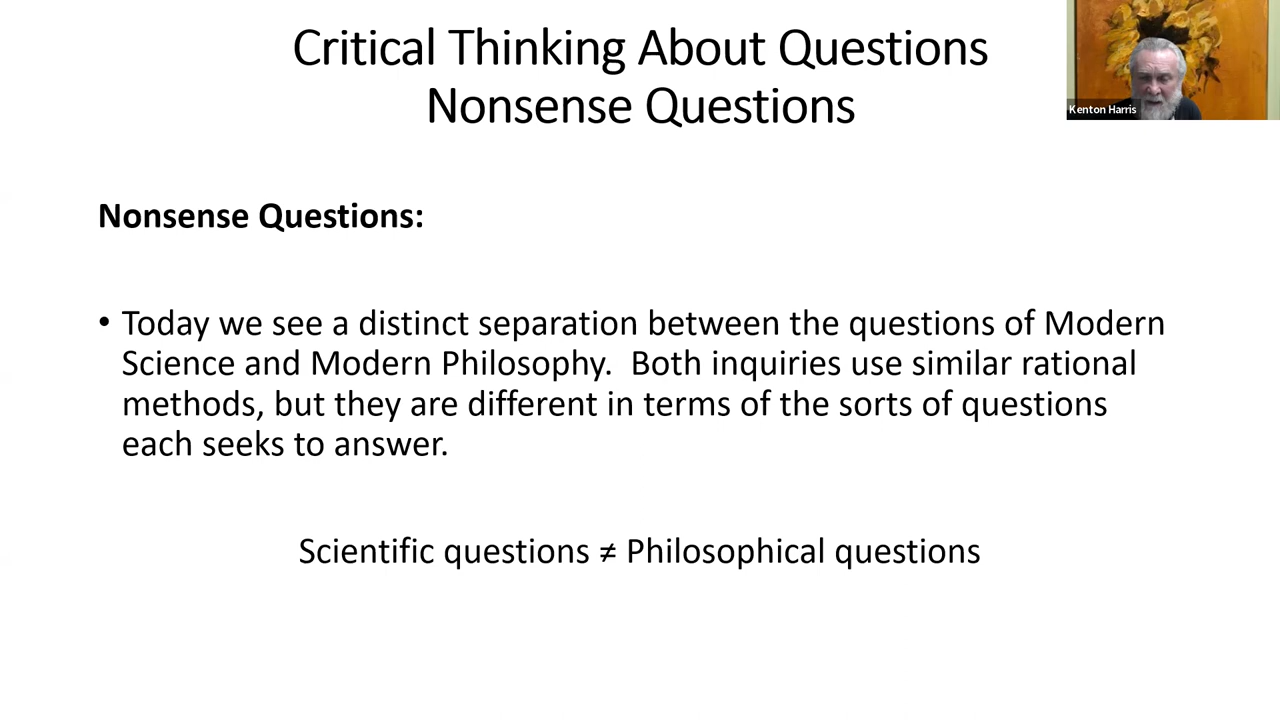 Critical Thinking About Questions
Nonsense Questions
Kenton Harris
Nonsense Questions:
• Today we see a distinct separation between the questions of Modern
Science and Modern Philosophy.  Both inquiries use similar rational
methods, but they are different in terms of the sorts of questions
each seeks to answer.
Scientific questions ≠ Philosophical questions